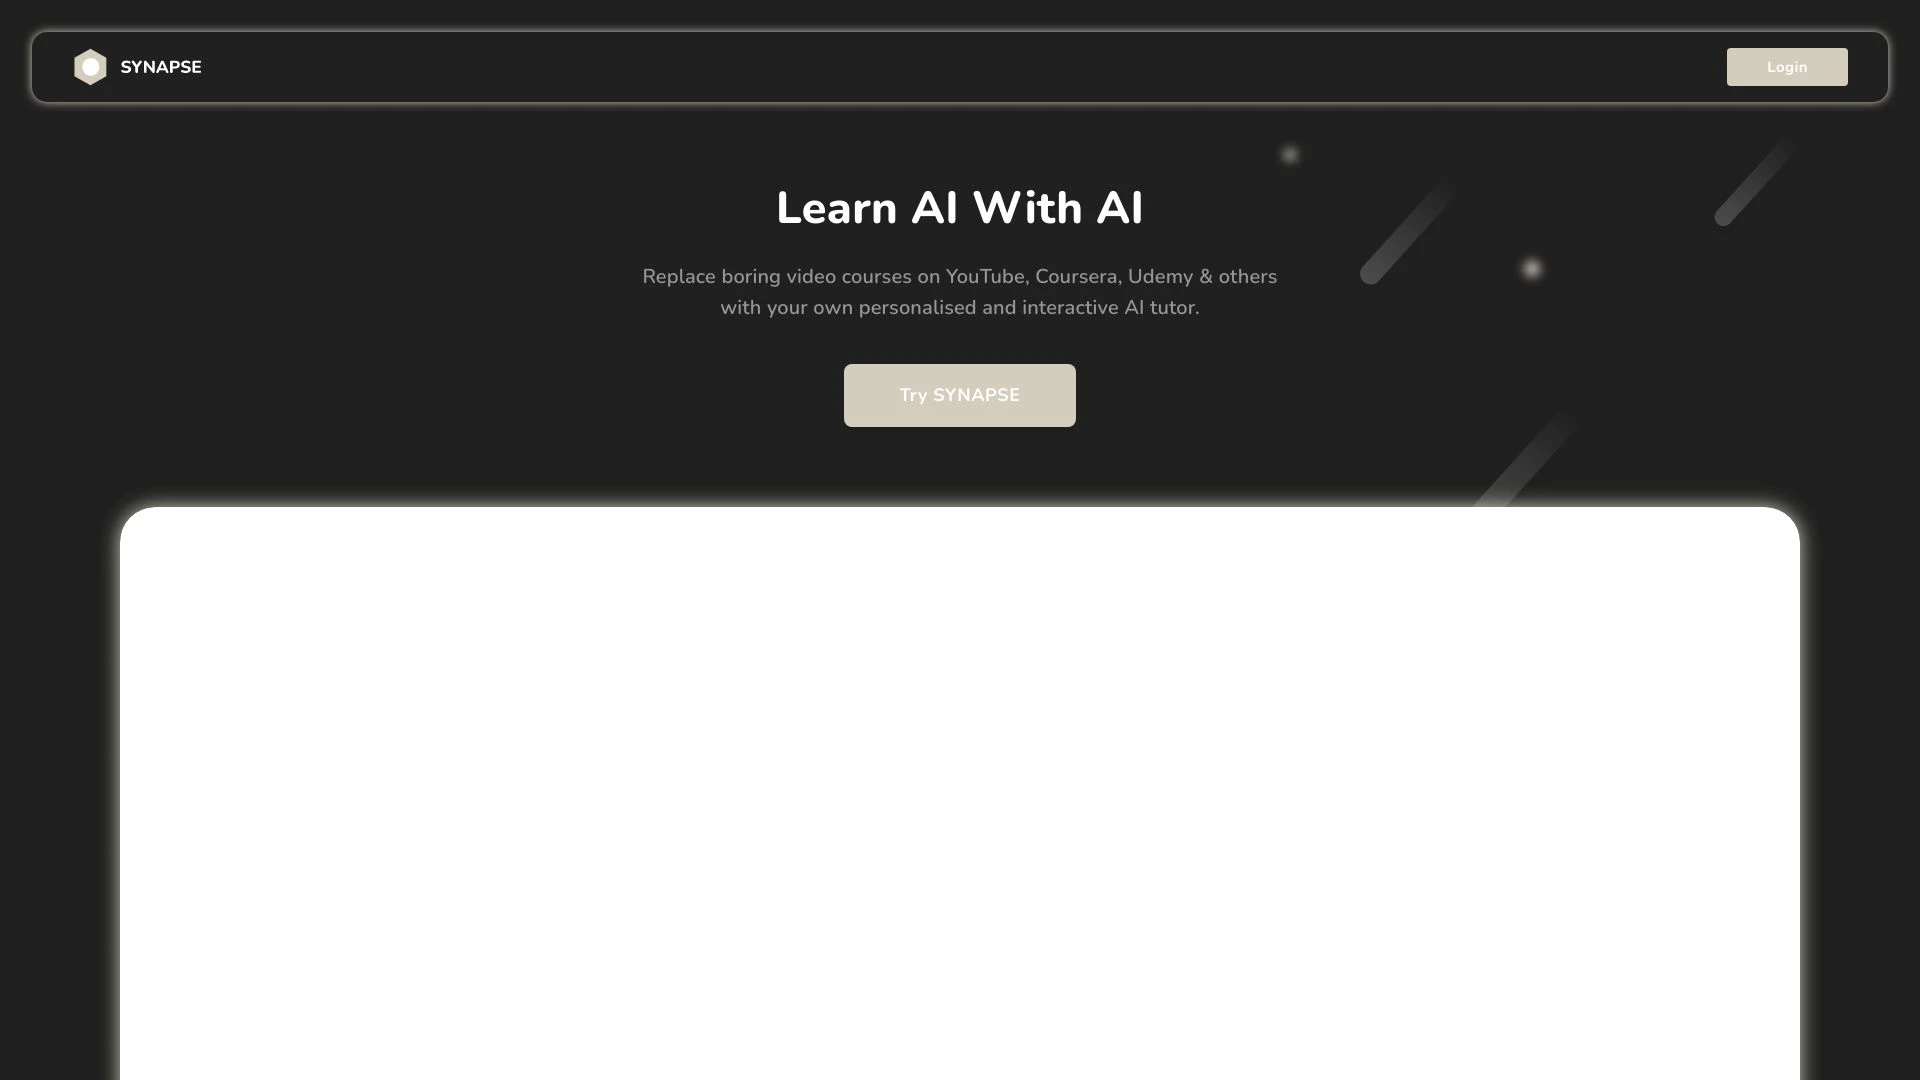 SYNAPSE
Login
Learn AI With AI
Replace boring video courses on YouTube, Coursera, Udemy & others
with your own personalised and interactive AI tutor.
Try SYNAPSE